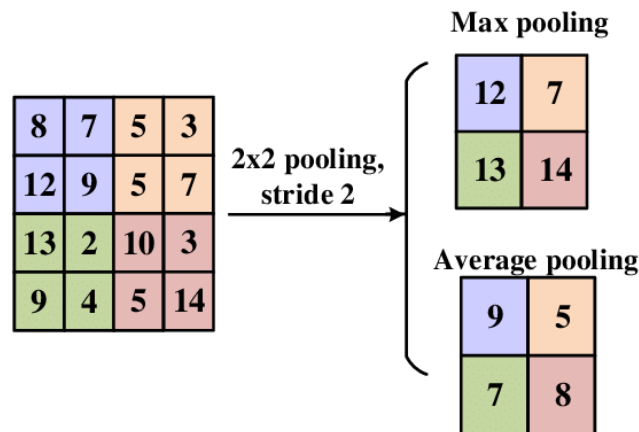 Max pooling
12 7
13 14
8 7 5 3
12 9 5 7
13 2 10 3
9 4 5 14
2x2 pooling,
stride 2
Average pooling
9 5
7 8